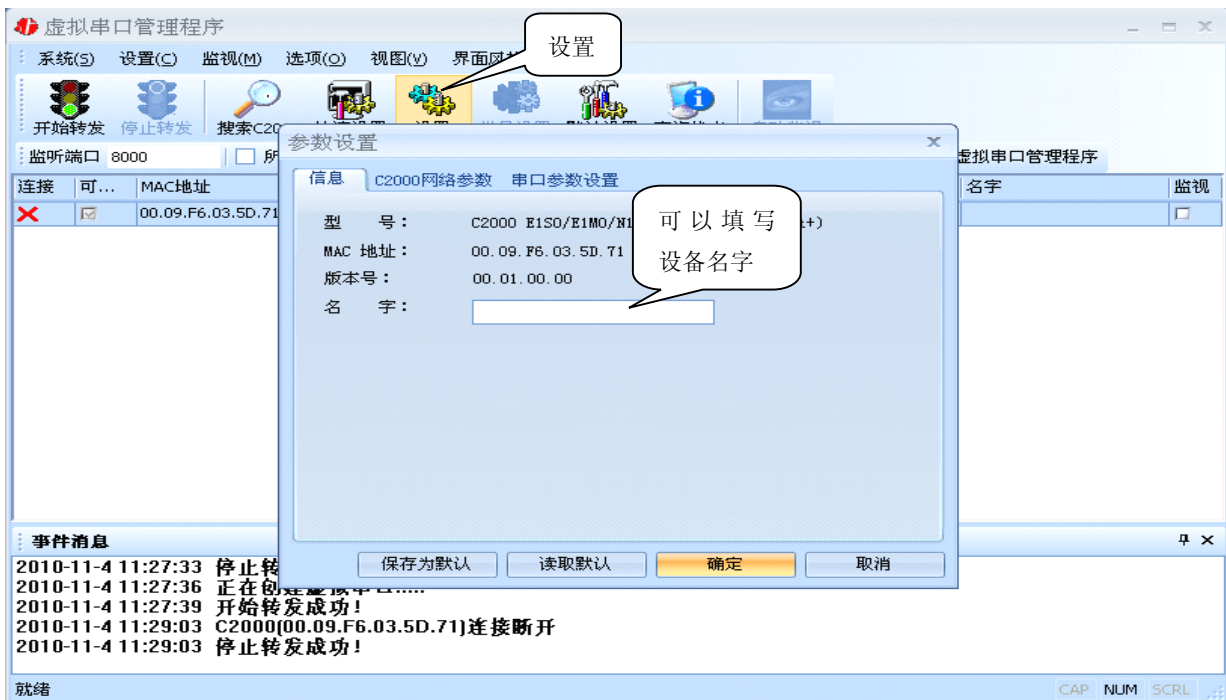 虚拟串口管理程序
设置
系统(S) 设置(C) 监视(M) 选项(O) 视图(V) 界面风
开始转发 停止转发 搜索C20
监听端口 8000 所 虚拟串口管理程序
连接 可... MAC地址 名字 监视
00.09.F6.03.5D.71
参数设置
信息 C2000网络参数 串口参数设置
型 号： C2000 E1S0/E1M0/N1 +)
MAC 地址： 00.09.F6.03.5D.71
版本号： 00.01.00.00
名 字：
可以填写
设备名字
保存为默认 读取默认 确定 取消
事件消息
2010-11-4 11:27:33 停止转
2010-11-4 11:27:36 正在创建虚拟串口.....
2010-11-4 11:27:39 开始转发成功!
2010-11-4 11:29:03 C2000(00.09.F6.03.5D.71)连接断开
2010-11-4 11:29:03 停止转发成功!
就绪 CAP NUM SCRL